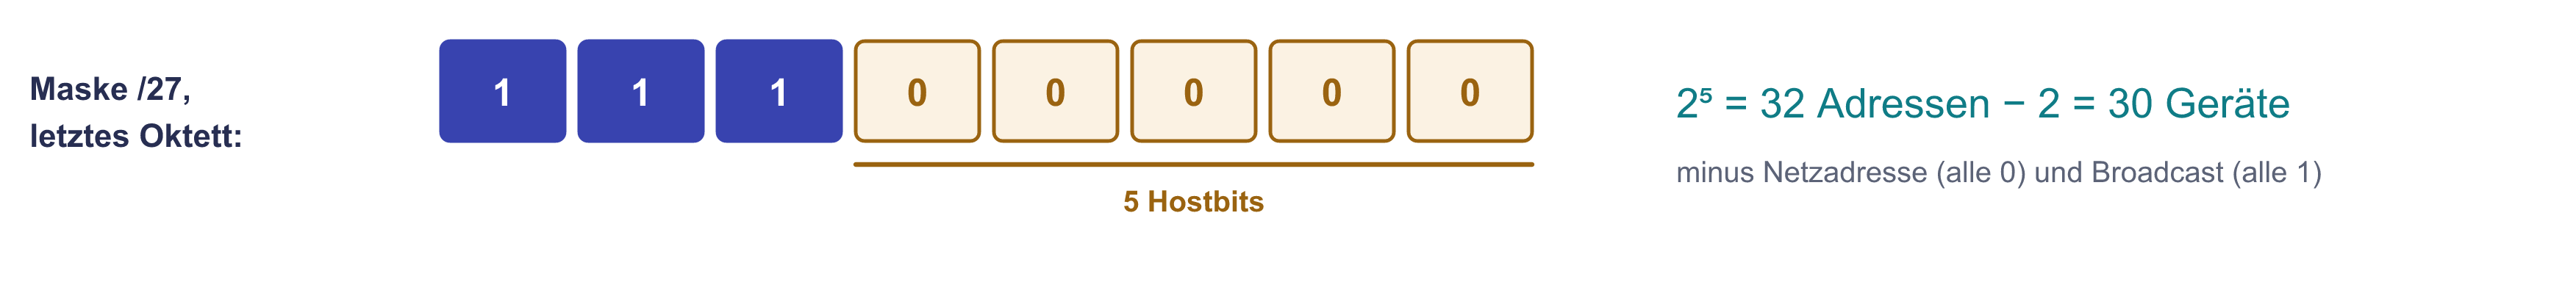 Maske /27,
letztes Oktett:
1 1 1 0 0 0 0 0
5 Hostbits
2⁵ = 32 Adressen − 2 = 30 Geräte
minus Netzadresse (alle 0) und Broadcast (alle 1)